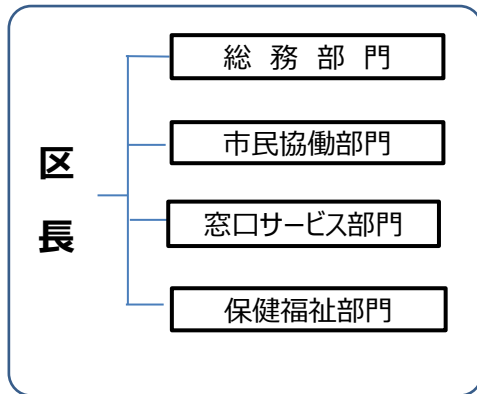 区長
総 務 部 門
市民協働部門
窓口サービス部門
保健福祉部門